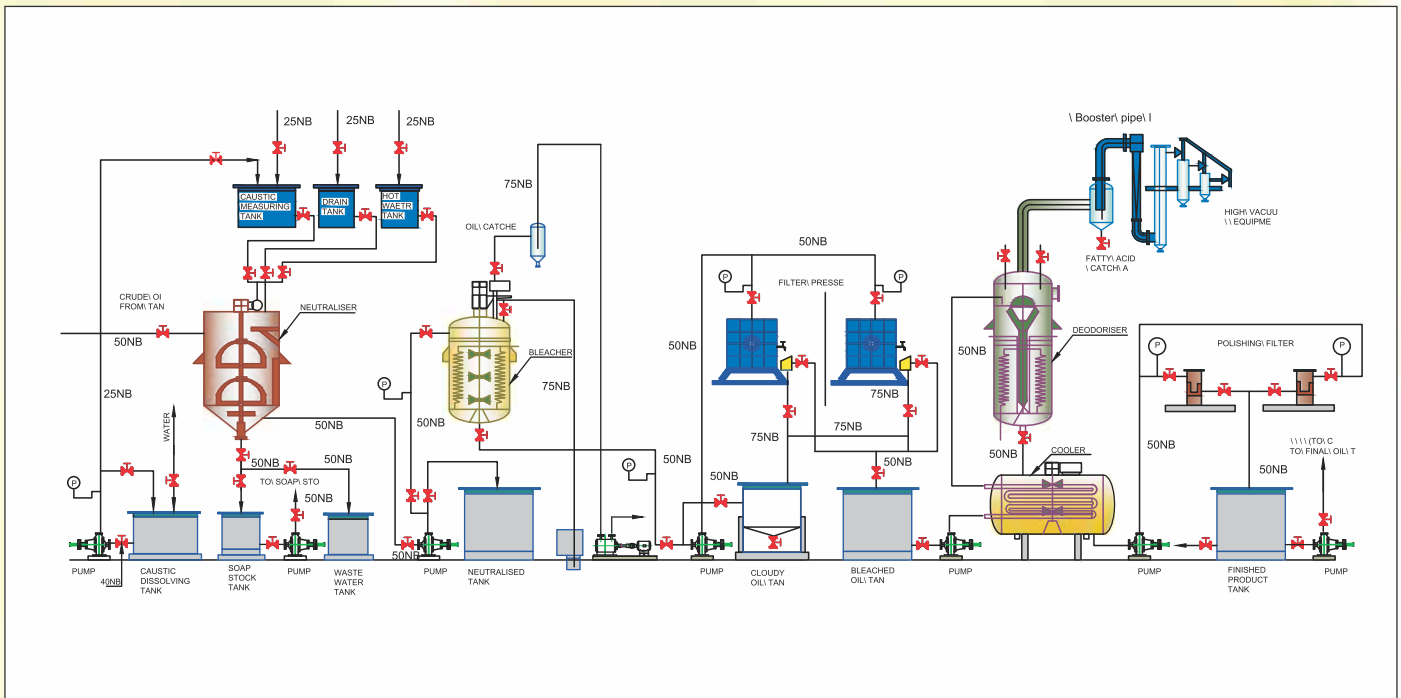 \ Booster\ pipe\ I
25NB
25NB
25NB
CAUSTIC
MEASURING
TANK
DRAIN
TANK
HOT
WAETR
TANK
75NB
OIL\ CATCHE
HIGH\ VACUU
\ \ EQUIPME
FATTY\ ACID
\ CATCH\ A
50NB
P
P
FILTER\ PRESSE
CRUDE\ OI
FROM\ TAN
NEUTRALISER
50NB
BLEACHER
75NB
50NB
50NB
DEODORISER
P
P
POLISHING\ FILTER
P
25NB
50NB
50NB
75NB
75NB
75NB
WATER
50NB
50NB
TO\ SOAP\ STO
50NB
P
P
50NB
50NB
50NB
50NB
COOLER
50NB
50NB
\ \ \ \ (TO\ C
TO\ FINAL\ OIL\ T
PUMP
40NB
CAUSTIC
DISSOLVING
TANK
SOAP
STOCK
TANK
PUMP
WASTE
WATER
TANK
50NB
PUMP
NEUTRALISED
TANK
PUMP
CLOUDY
OIL\ TAN
BLEACHED
OIL\ TAN
PUMP
PUMP
FINISHED
PRODUCT
TANK
PUMP